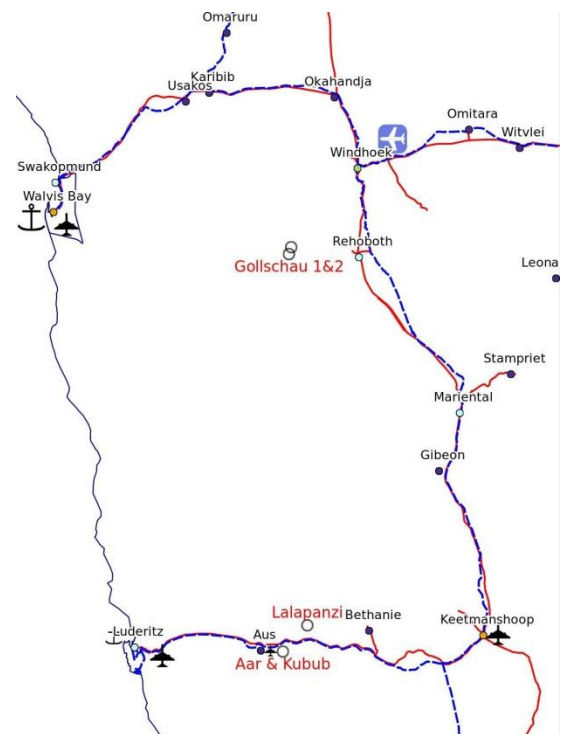 Omaruru
Karibib
Usakos
Okahandja
Omitara
Witvlei
Windhoek
Swakopmund
Walvis Bay
Rehoboth
Gollschau 1&2
Leona
Stampriet
Mariental
Gibeon
Lalapanzi
Bethanie
Keetmanshoop
-Luderitz
Aus
Aar & Kubub